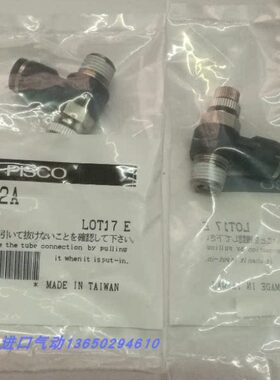 PISCO
2A
LOT17 E
引いて抜けないことを確認して下さい。
e the tube connection by pulling
it when it is put-in.
* MADE IN TAIWAN
LOT17
进口气动13650294610